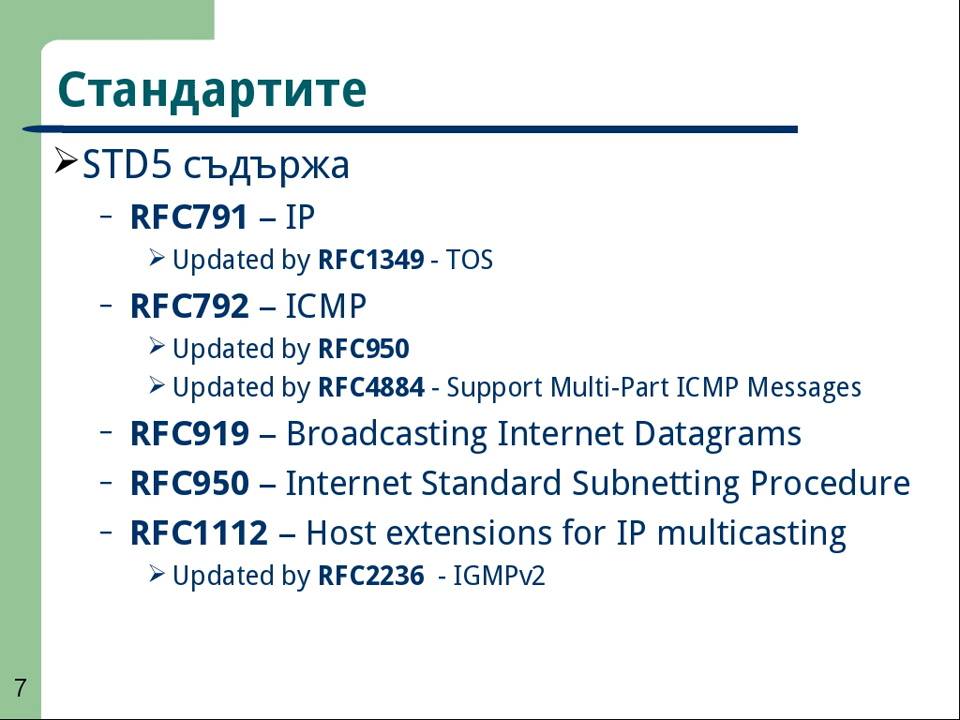 Стандартите
STD5 съдържа
– RFC791 – IP
Updated by RFC1349 - TOS
– RFC792 – ICMP
Updated by RFC950
Updated by RFC4884 - Support Multi-Part ICMP Messages
– RFC919 – Broadcasting Internet Datagrams
– RFC950 – Internet Standard Subnetting Procedure
– RFC1112 – Host extensions for IP multicasting
Updated by RFC2236 - IGMPv2
7